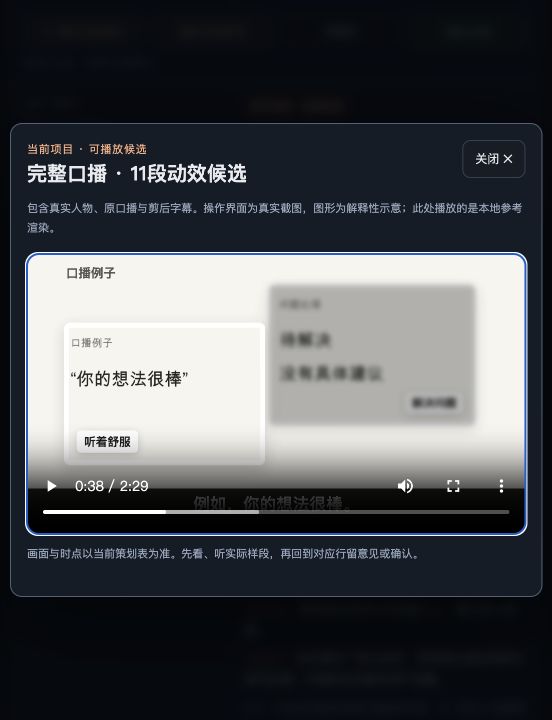 当前项目 · 可播放候选
完整口播 · 11段动效候选
关闭 ×
包含真实人物、原口播与剪后字幕。操作界面为真实截图，图形为解释性示意；此处播放的是本地参考
渲染。
口播例子
口播例子
“你的想法很棒”
听着舒服
待解决
没有具体建议
解决问题
0:38 / 2:29
例如，你的想法很棒。
画面与时点以当前策划表为准。先看、听实际样段，再回到对应行留意见或确认。